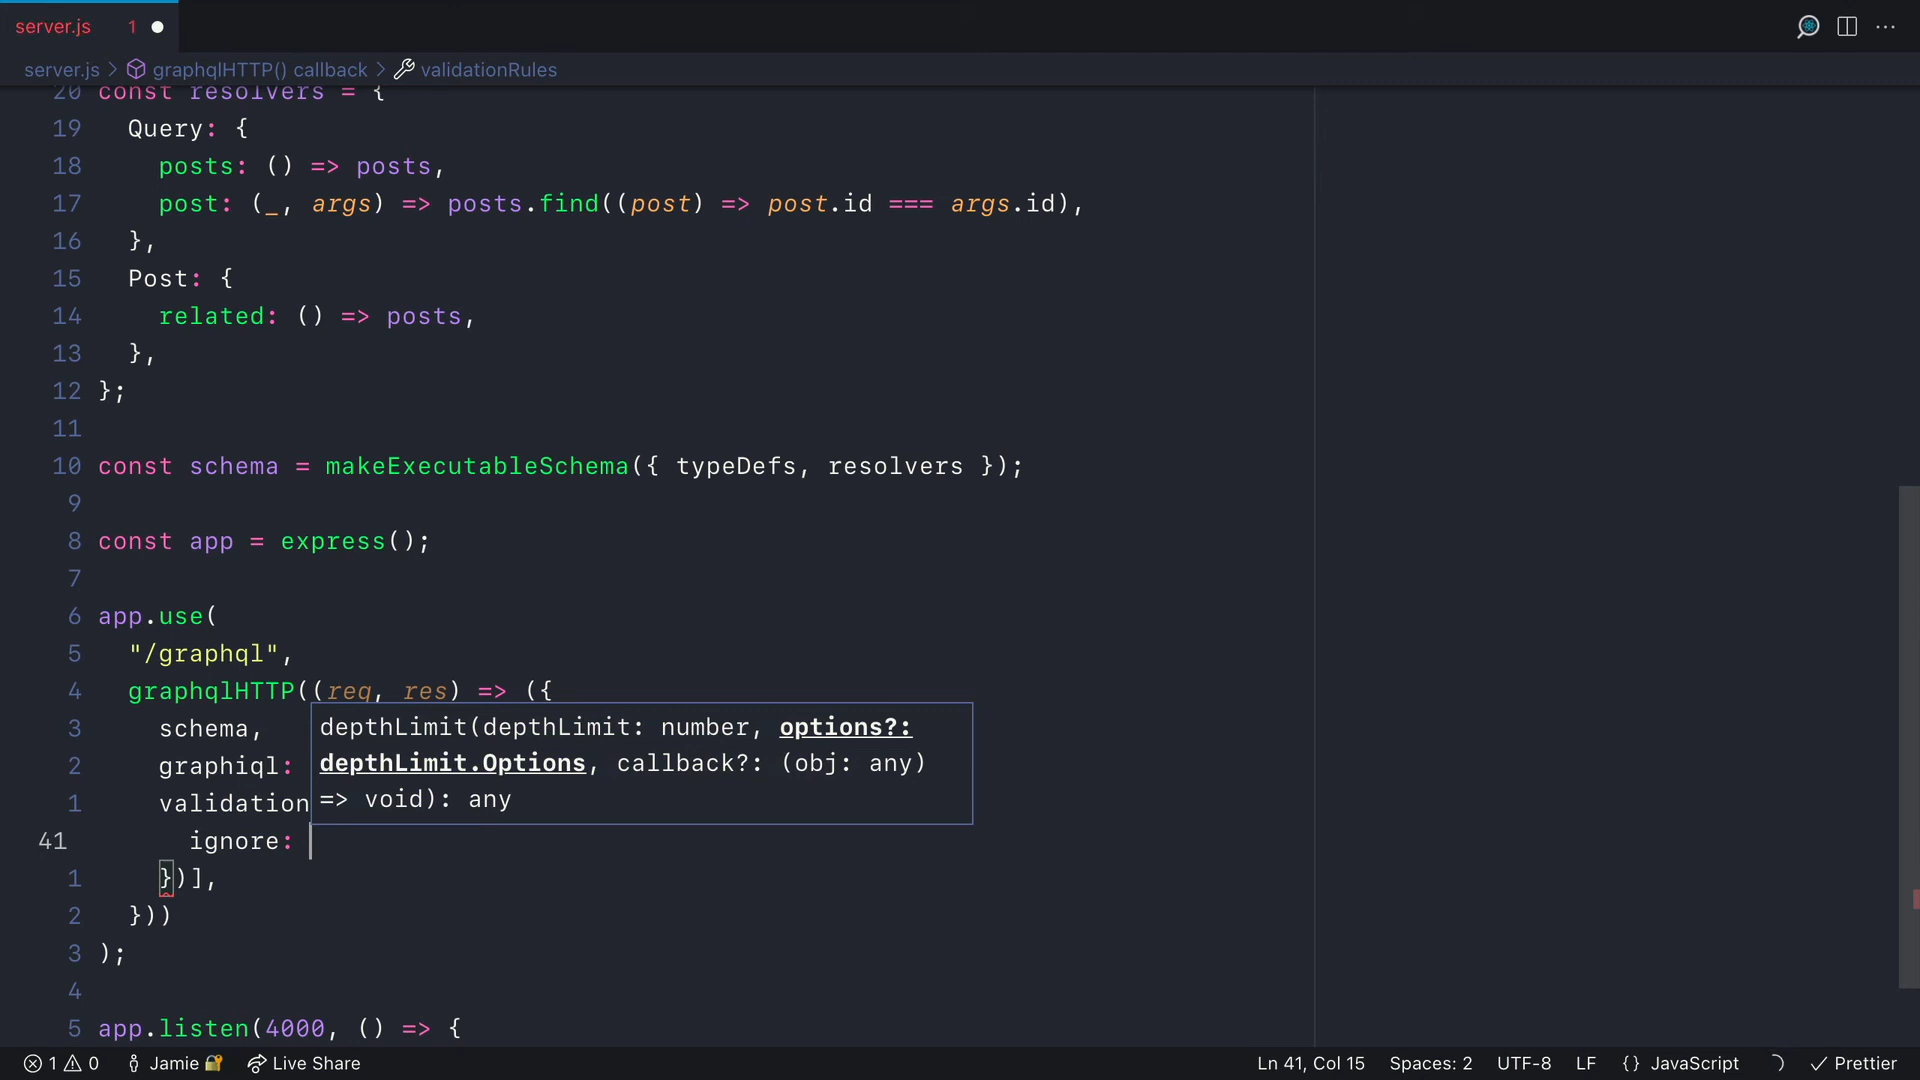 server.js 1
server.js > graphqlHTTP() callback > validationRules
20 const resolvers = {
19 Query: {
18 posts: () => posts,
17 post: (_, args) => posts.find((post) => post.id === args.id),
16 },
15 Post: {
14 related: () => posts,
13 },
12 };
11
10 const schema = makeExecutableSchema({ typeDefs, resolvers });
9
8 const app = express();
7
6 app.use(
5 "/graphql",
4 graphqlHTTP((req, res) => ({
3 schema,
2 graphiql:
1 validation
depthLimit(depthLimit: number, options?:
depthLimit.Options, callback?: (obj: any)
=> void): any
41 ignore:
1 })],
2 }))
3 );
4
5 app.listen(4000, () => {
1 0 Jamie Live Share Ln 41, Col 15 Spaces: 2 UTF-8 LF {} JavaScript Prettier